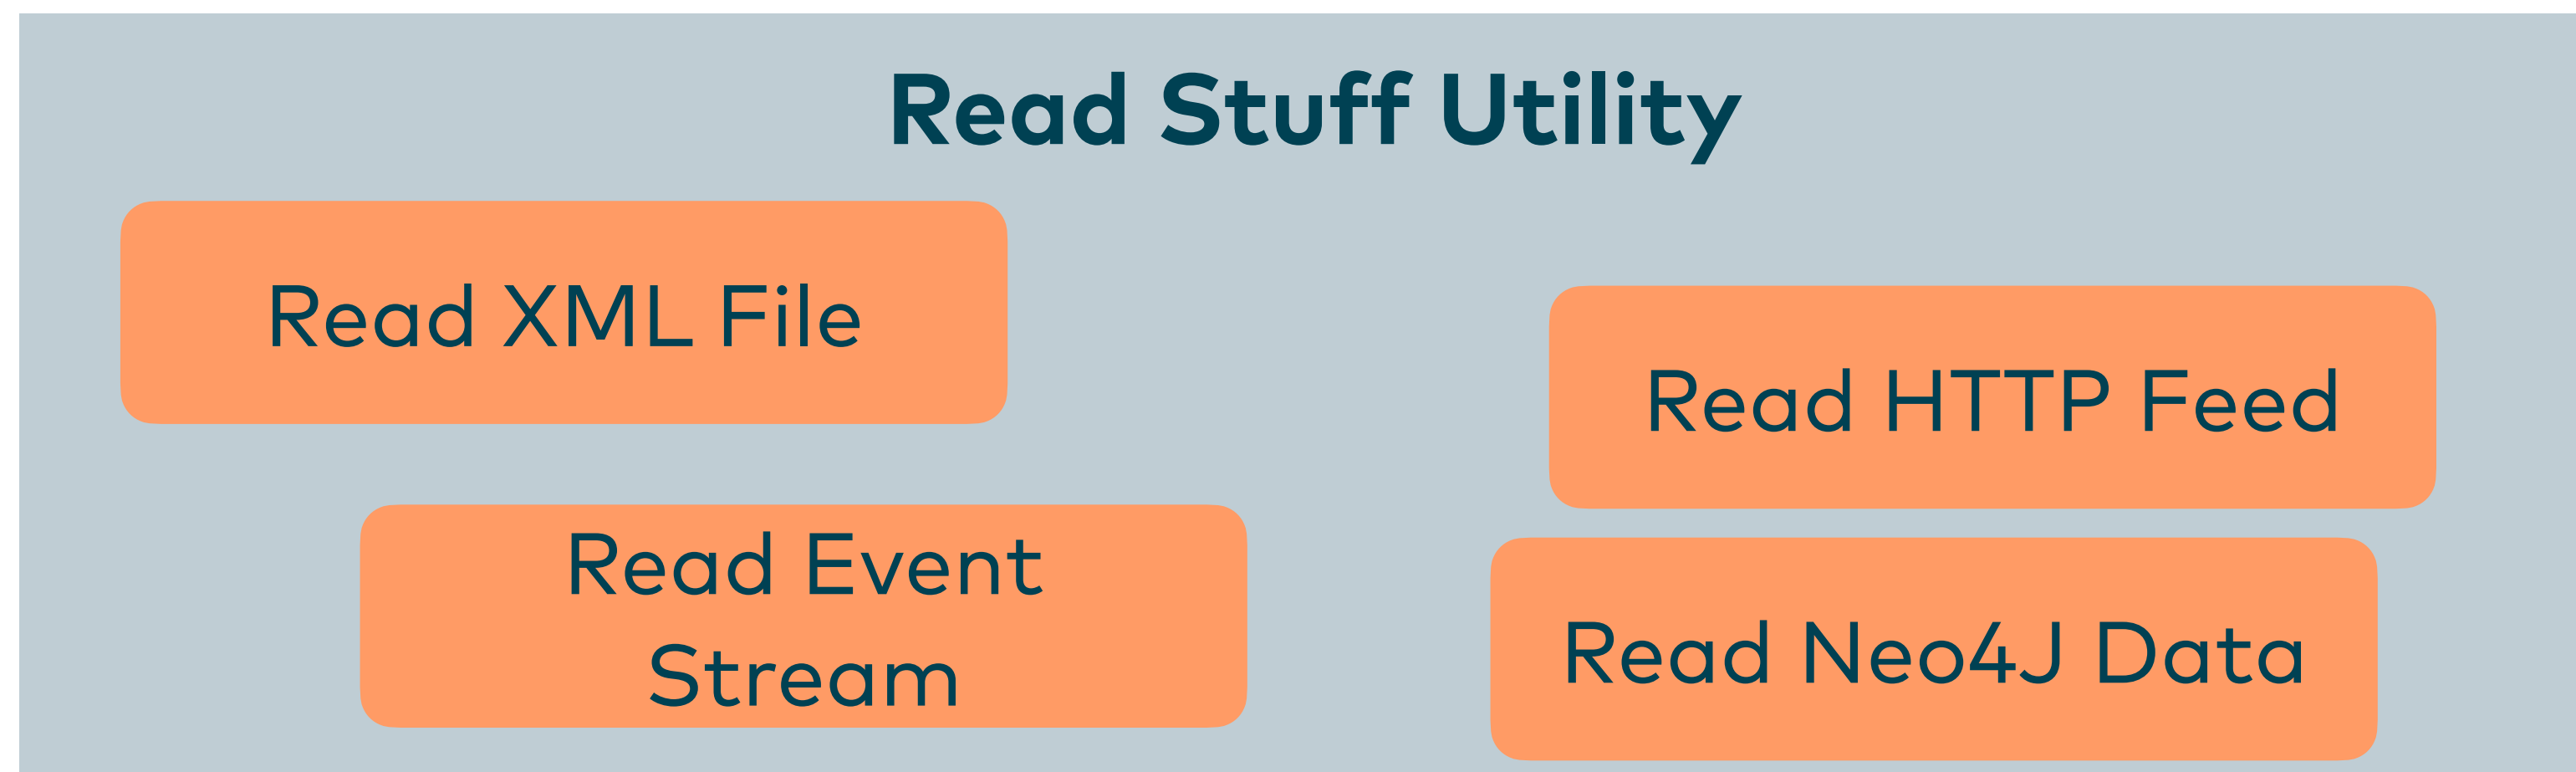 Read Stuff Utility
Read XML File
Read HTTP Feed
Read Event
Stream
Read Neo4J Data